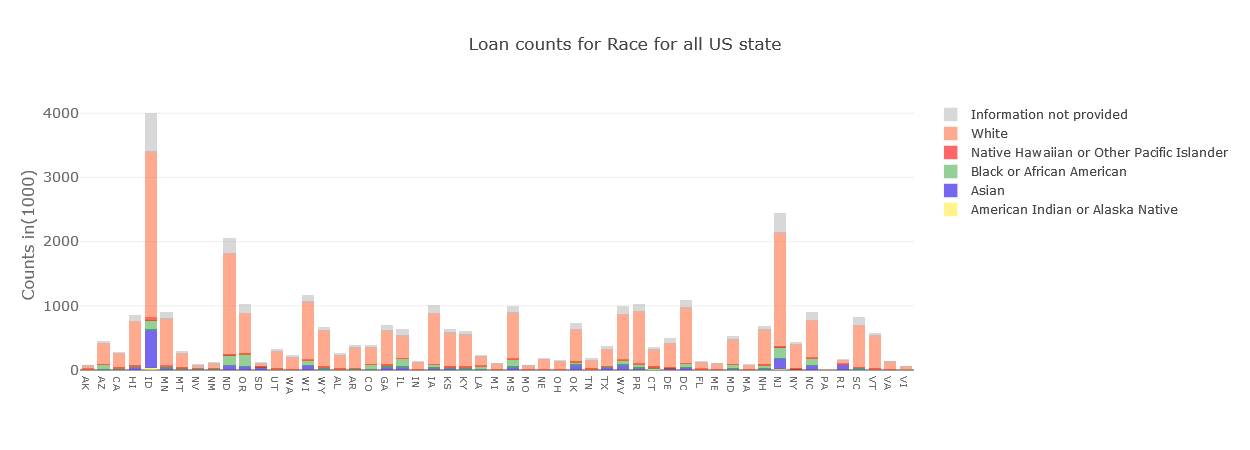 Loan counts for Race for all US state
Counts in(1000)
4000
3000
2000
1000
0
AK AZ CA HI ID MN MT NV NM ND OR SD UT WA WI WY AL AR CO GA IL IN IA KS KY LA MI MS MO NE OH OK TN TX WV PR CT DE DC FL ME MD MA NH NJ NY NC PA RI SC VT VA VI
Information not provided
White
Native Hawaiian or Other Pacific Islander
Black or African American
Asian
American Indian or Alaska Native